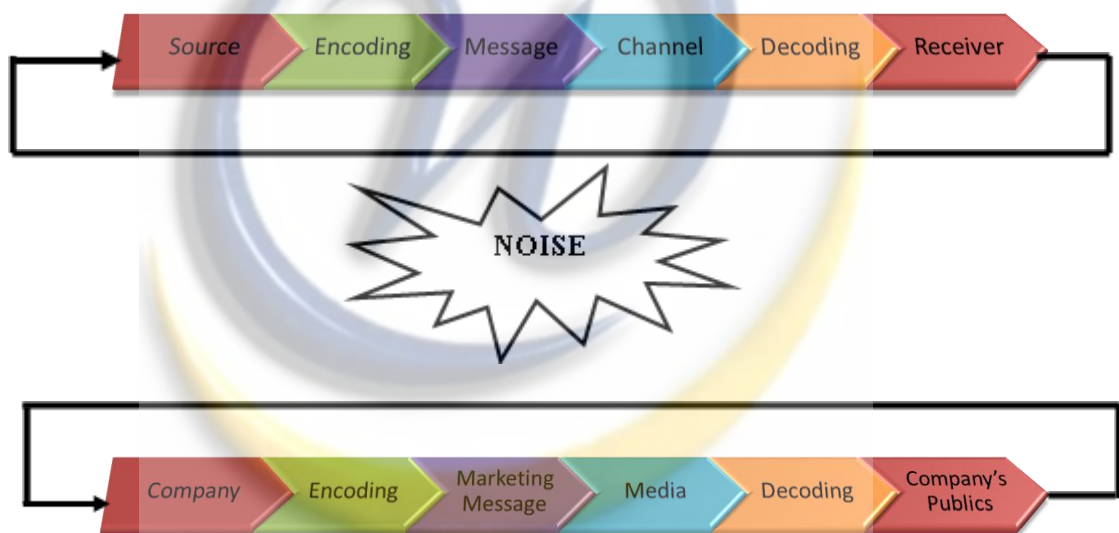 Source Encoding Message Channel Decoding Receiver
NOISE
Company Encoding Marketing Message Media Decoding Company's Publics